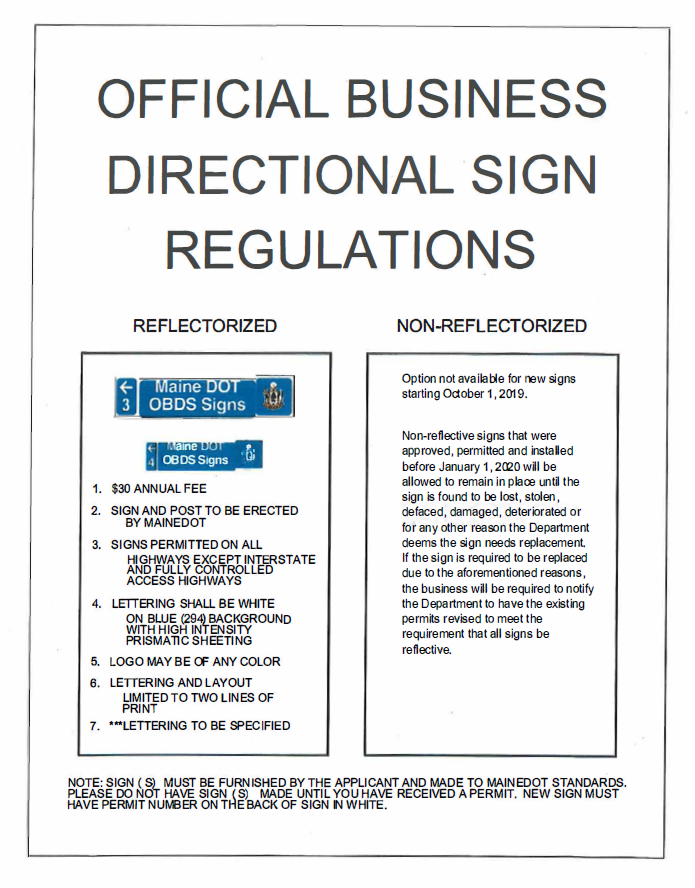 OFFICIAL BUSINESS
DIRECTIONAL SIGN
REGULATIONS
REFLECTORIZED
← Maine DOT
3 OBDS Signs
← Maine DOT
4 OBDS Signs
1. $30 ANNUAL FEE
2. SIGN AND POST TO BE ERECTED
BY MAINEDOT
3. SIGNS PERMITTED ON ALL
HIGHWAYS EXCEPT INTERSTATE
AND FULLY CONTROLLED
ACCESS HIGHWAYS
4. LETTERING SHALL BE WHITE
ON BLUE (294) BACKGROUND
WITH HIGH INTENSITY
PRISMATIC SHEETING
5. LOGO MAY BE OF ANY COLOR
6. LETTERING AND LAYOUT
LIMITED TO TWO LINES OF
PRINT
7. ***LETTERING TO BE SPECIFIED
NON-REFLECTORIZED
Option not available for new signs
starting October 1, 2019.
Non-reflective signs that were
approved, permitted and installed
before January 1, 2020 will be
allowed to remain in place until the
sign is found to be lost, stolen,
defaced, damaged, deteriorated or
for any other reason the Department
deems the sign needs replacement.
If the sign is required to be replaced
due to the aforementioned reasons,
the business will be required to notify
the Department to have the existing
permits revised to meet the
requirement that all signs be
reflective.
NOTE: SIGN ( S) MUST BE FURNISHED BY THE APPLICANT AND MADE TO MAINEDOT STANDARDS.
PLEASE DO NOT HAVE SIGN (S) MADE UNTIL YOU HAVE RECEIVED A PERMIT. NEW SIGN MUST
HAVE PERMIT NUMBER ON THE BACK OF SIGN IN WHITE.